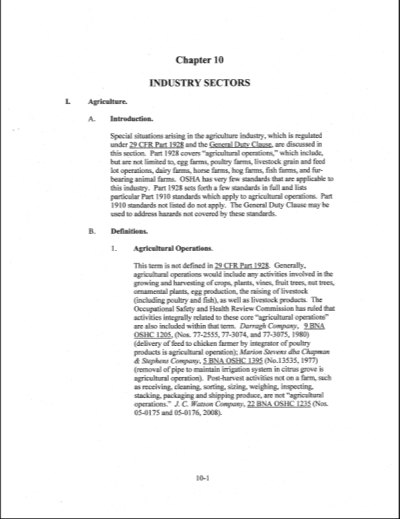 Chapter 10
INDUSTRY SECTORS
I. Agriculture.
A. Introduction.
Special situations arising in the agriculture industry, which is regulated
under 29 CFR Part 1928 and the General Duty Clause, are discussed in
this section. Part 1928 covers "agricultural operations," which include,
but are not limited to, egg farms, poultry farms, livestock grain and feed
lot operations, dairy farms, horse farms, hog farms, fish farms, and fur-
bearing animal farms. OSHA has very few standards that are applicable to
this industry. Part 1928 sets forth a few standards in full and lists
particular Part 1910 standards which apply to agricultural operations. Part
1910 standards not listed do not apply. The General Duty Clause may be
used to address hazards not covered by these standards.
B. Definitions.
1. Agricultural Operations.
This term is not defined in 29 CFR Part 1928. Generally,
agricultural operations would include any activities involved in the
growing and harvesting of crops, plants, vines, fruit trees, nut trees,
ornamental plants, egg production, the raising of livestock
(including poultry and fish), as well as livestock products. The
Occupational Safety and Health Review Commission has ruled that
activities integrally related to these core "agricultural operations"
are also included within that term. Darragh Company, 9 BNA
OSHC 1205, (Nos. 77-2555, 77-3074, and 77-3075, 1980)
(delivery of feed to chicken farmer by integrator of poultry
products is agricultural operation); Marion Stevens dba Chapman
& Stephens Company, 5 BNA OSHC 1395 (No.13535, 1977)
(removal of pipe to maintain irrigation system in citrus grove is
agricultural operation). Post-harvest activities not on a farm, such
as receiving, cleaning, sorting, sizing, weighing, inspecting,
stacking, packaging and shipping produce, are not "agricultural
operations." J. C. Watson Company, 22 BNA OSHC 1235 (Nos.
05-0175 and 05-0176, 2008).
10-1